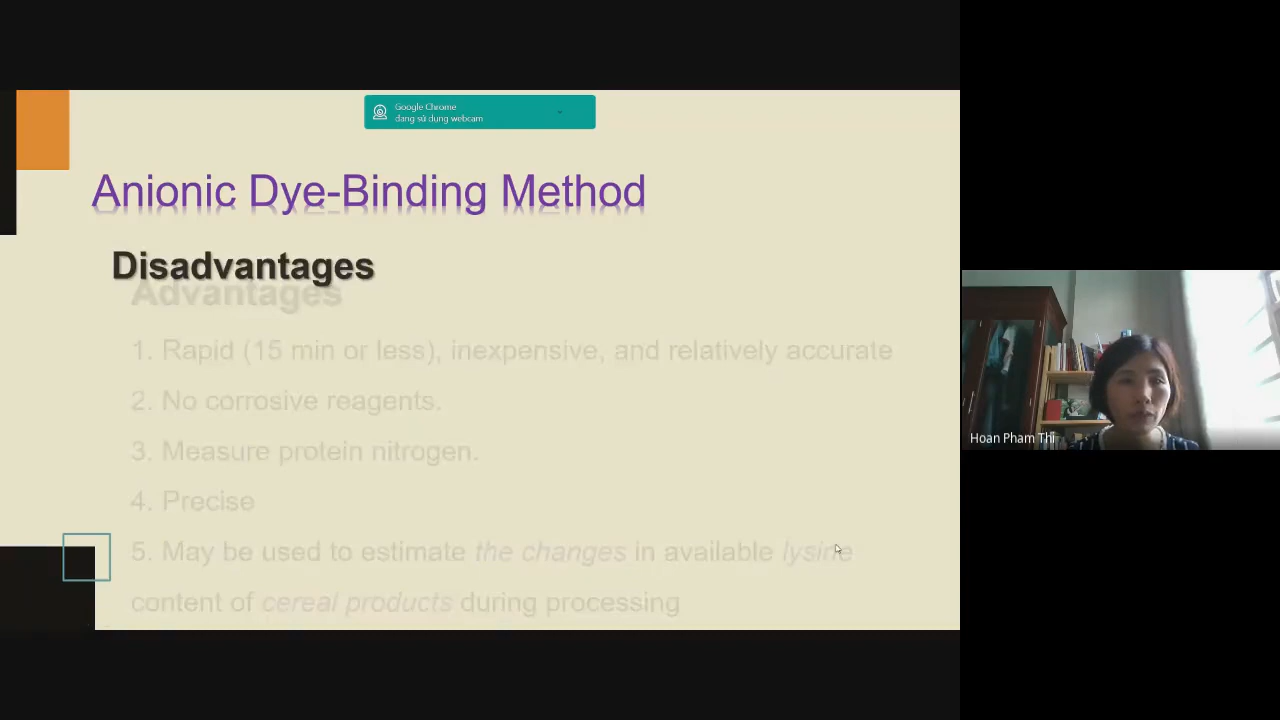 Google Chrome
đang sử dụng webcam
Anionic Dye-Binding Method
Disadvantages
Advantages
1. Rapid (15 min or less), inexpensive, and relatively accurate
2. No corrosive reagents.
3. Measure protein nitrogen.
4. Precise
5. May be used to estimate the changes in available lysine
content of cereal products during processing
Hoan Pham Thi